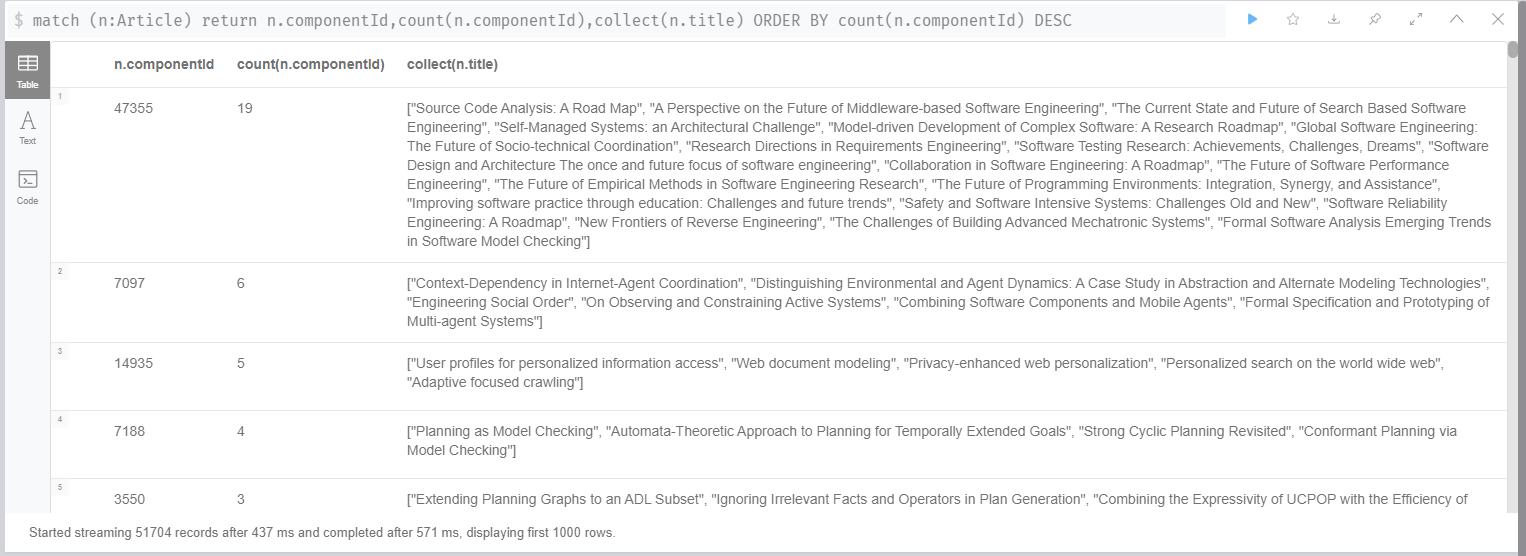 $ match (n:Article) return n.componentId,count(n.componentId),collect(n.title) ORDER BY count(n.componentId) DESC
Table
Text
Code
n.componentId count(n.componentId) collect(n.title)
1
47355 19 ["Source Code Analysis: A Road Map", "A Perspective on the Future of Middleware-based Software Engineering", "The Current State and Future of Search Based Software
Engineering", "Self-Managed Systems: an Architectural Challenge", "Model-driven Development of Complex Software: A Research Roadmap", "Global Software Engineering:
The Future of Socio-technical Coordination", "Research Directions in Requirements Engineering", "Software Testing Research: Achievements, Challenges, Dreams", "Software
Design and Architecture The once and future focus of software engineering", "Collaboration in Software Engineering: A Roadmap", "The Future of Software Performance
Engineering", "The Future of Empirical Methods in Software Engineering Research", "The Future of Programming Environments: Integration, Synergy, and Assistance",
"Improving software practice through education: Challenges and future trends", "Safety and Software Intensive Systems: Challenges Old and New", "Software Reliability
Engineering: A Roadmap", "New Frontiers of Reverse Engineering", "The Challenges of Building Advanced Mechatronic Systems", "Formal Software Analysis Emerging Trends
in Software Model Checking"]
2
7097 6 ["Context-Dependency in Internet-Agent Coordination", "Distinguishing Environmental and Agent Dynamics: A Case Study in Abstraction and Alternate Modeling Technologies",
"Engineering Social Order", "On Observing and Constraining Active Systems", "Combining Software Components and Mobile Agents", "Formal Specification and Prototyping of
Multi-agent Systems"]
3
14935 5 ["User profiles for personalized information access", "Web document modeling", "Privacy-enhanced web personalization", "Personalized search on the world wide web",
"Adaptive focused crawling"]
4
7188 4 ["Planning as Model Checking", "Automata-Theoretic Approach to Planning for Temporally Extended Goals", "Strong Cyclic Planning Revisited", "Conformant Planning via
Model Checking"]
5
3550 3 ["Extending Planning Graphs to an ADL Subset", "Ignoring Irrelevant Facts and Operators in Plan Generation", "Combining the Expressivity of UCPOP with the Efficiency of
Started streaming 51704 records after 437 ms and completed after 571 ms, displaying first 1000 rows.